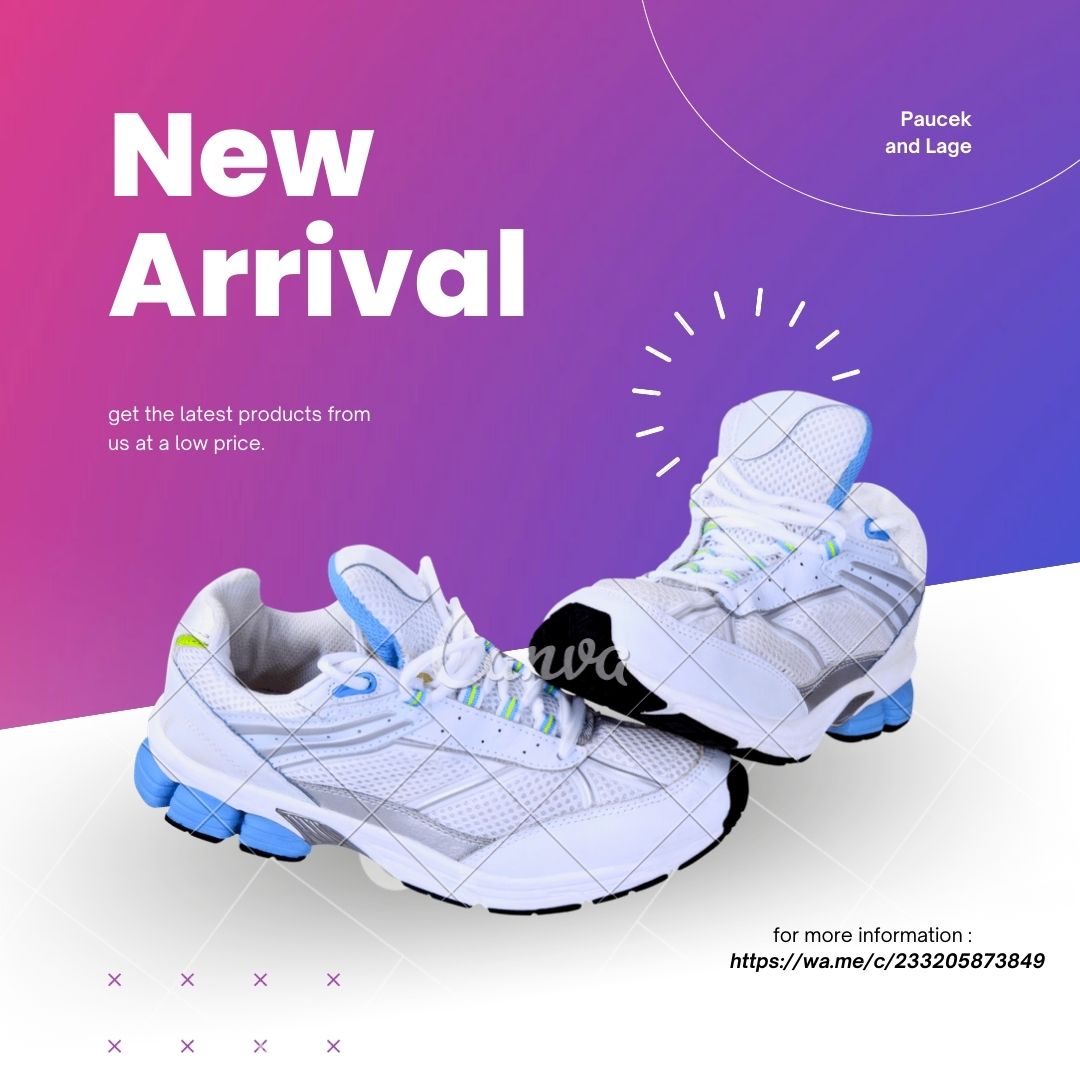 New
Arrival
Paucek
and Lage
get the latest products from
us at a low price.
Canva
for more information :
https://wa.me/c/233205873849